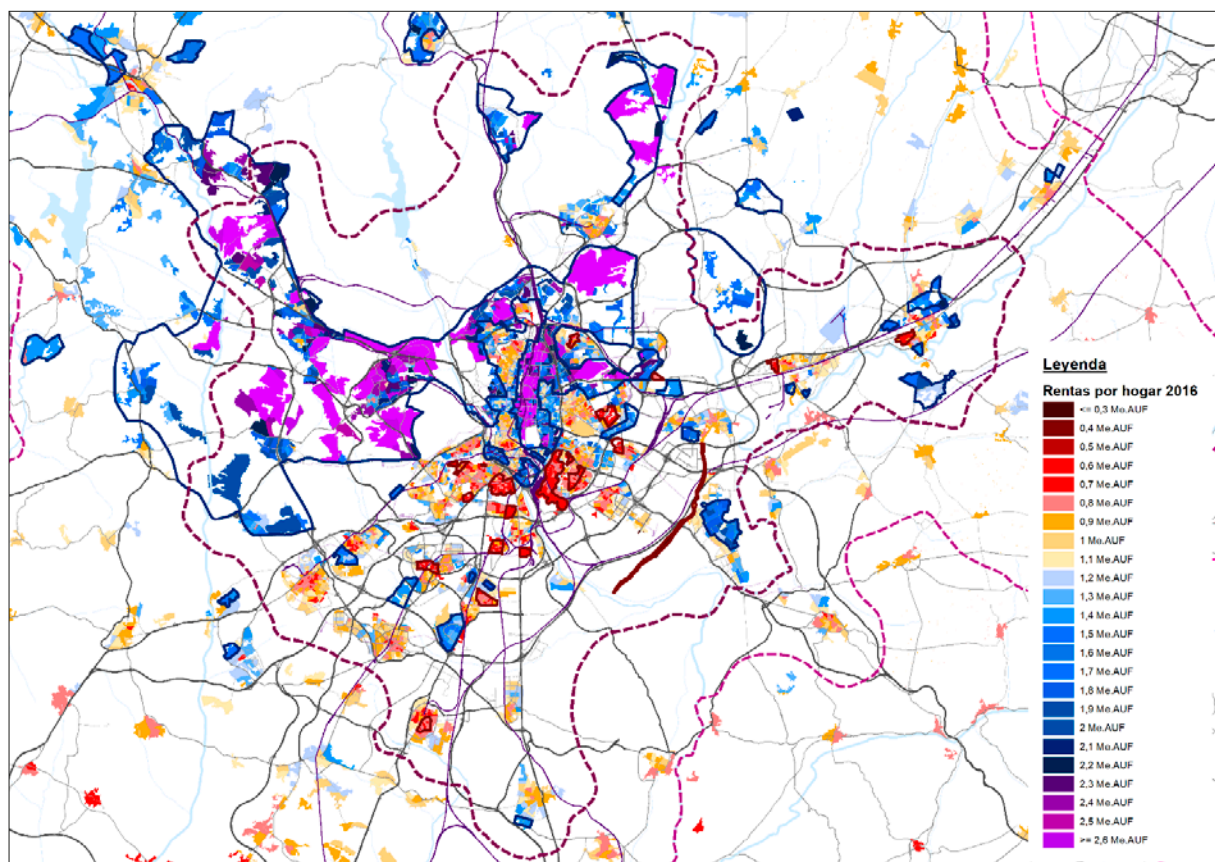 Leyenda
Rentas por hogar 2016
<= 0,3 Me.AUF
0,4 Me.AUF
0,5 Me.AUF
0,6 Me.AUF
0,7 Me.AUF
0,8 Me.AUF
0,9 Me.AUF
1 Me.AUF
1,1 Me.AUF
1,2 Me.AUF
1,3 Me.AUF
1,4 Me.AUF
1,5 Me.AUF
1,6 Me.AUF
1,7 Me.AUF
1,8 Me.AUF
1,9 Me.AUF
2 Me.AUF
2,1 Me.AUF
2,2 Me.AUF
2,3 Me.AUF
2,4 Me.AUF
2,5 Me.AUF
>= 2,6 Me.AUF